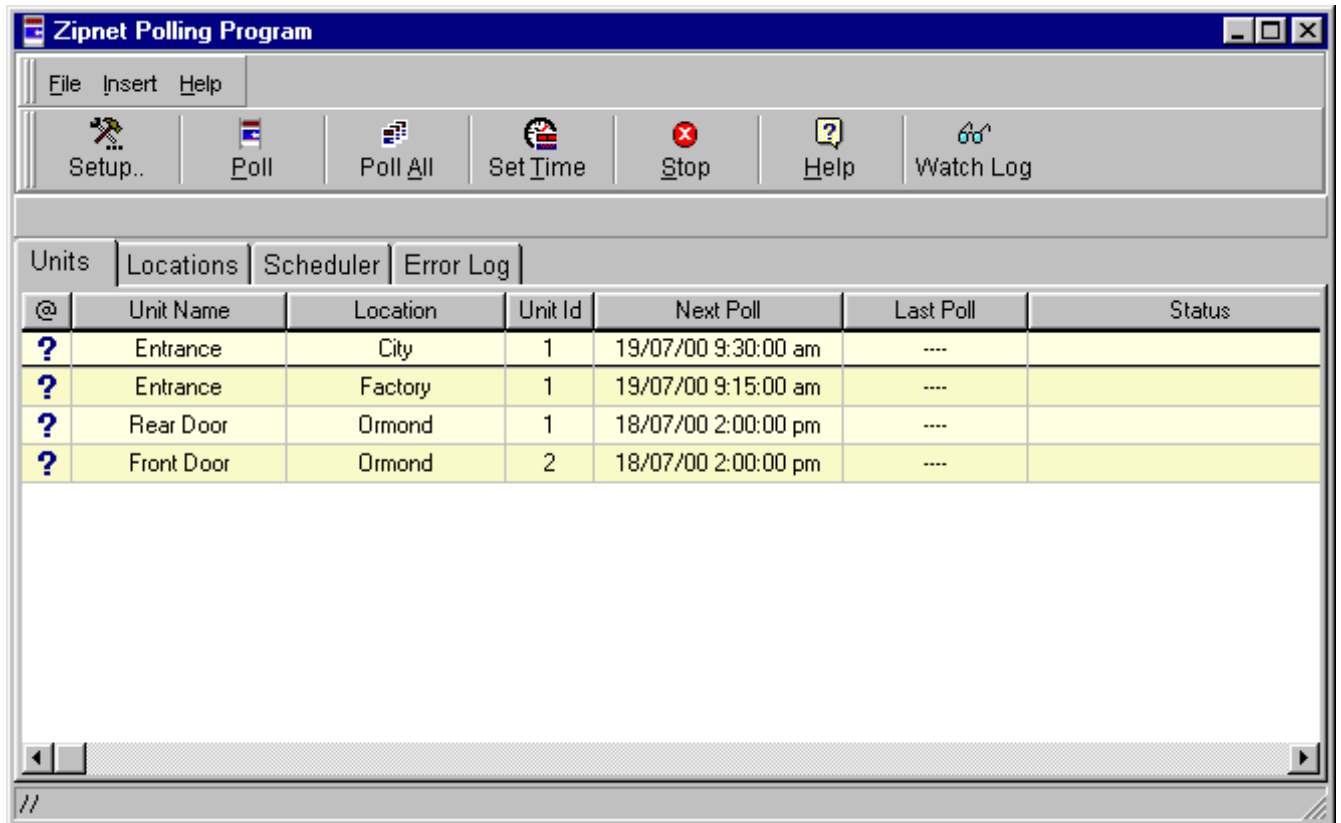 Zipnet Polling Program
File Insert Help
Setup.. Poll Poll All Set Time Stop Help Watch Log
Units Locations Scheduler Error Log
@ Unit Name Location Unit Id Next Poll Last Poll Status
? Entrance City 1 19/07/00 9:30:00 am ----
? Entrance Factory 1 19/07/00 9:15:00 am ----
? Rear Door Ormond 1 18/07/00 2:00:00 pm ----
? Front Door Ormond 2 18/07/00 2:00:00 pm ----
//